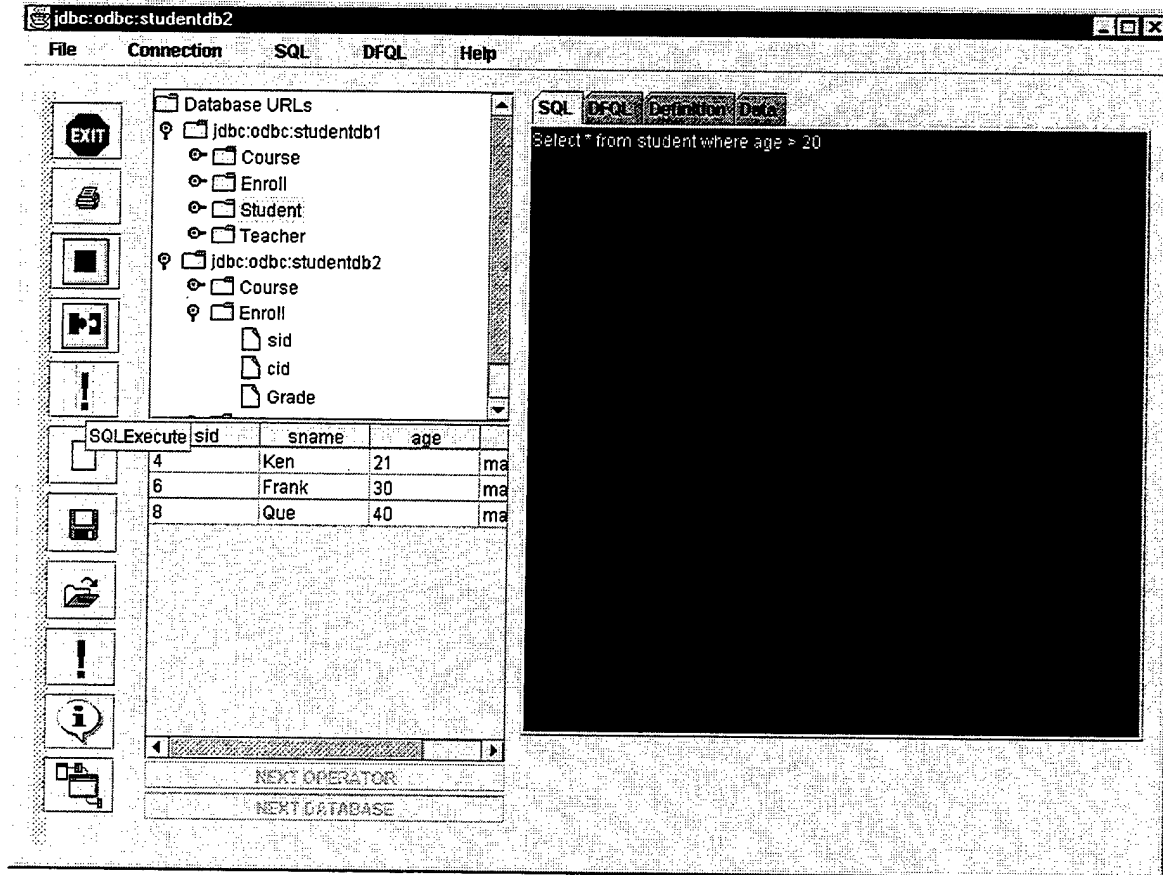 jdbc:odbc:studentdb2
File Connection SQL DFQL Help
EXIT
Database URLs
jdbc:odbc:studentdb1
Course
Enroll
Student
Teacher
jdbc:odbc:studentdb2
Course
Enroll
sid
cid
Grade
SQLExecute
sid sname age
4 Ken 21 ma
6 Frank 30 ma
8 Que 40 ma
NEXT OPERATOR
NEXT DATABASE
SQL DFQL Definition Data
Select * from student where age > 20